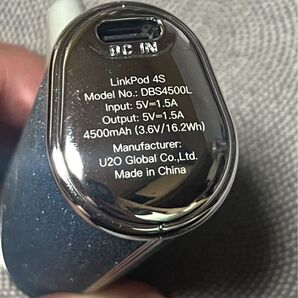 DC IN
LinkPod 4S
Model No.: DBS4500L
Input: 5V=1.5A
Output: 5V=1.5A
4500mAh (3.6V/16.2Wh)
Manufacturer:
U2O Global Co.,Ltd.
Made in China